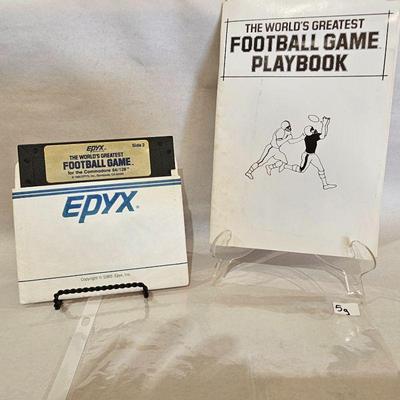 THE WORLD'S GREATEST
FOOTBALL GAME
PLAYBOOK
EPYX
Side 2
THE WORLD'S GREATEST
FOOTBALL GAME
for the Commodore 64/128
EPYX
Copyright © 1985 Epyx, Inc.
5g